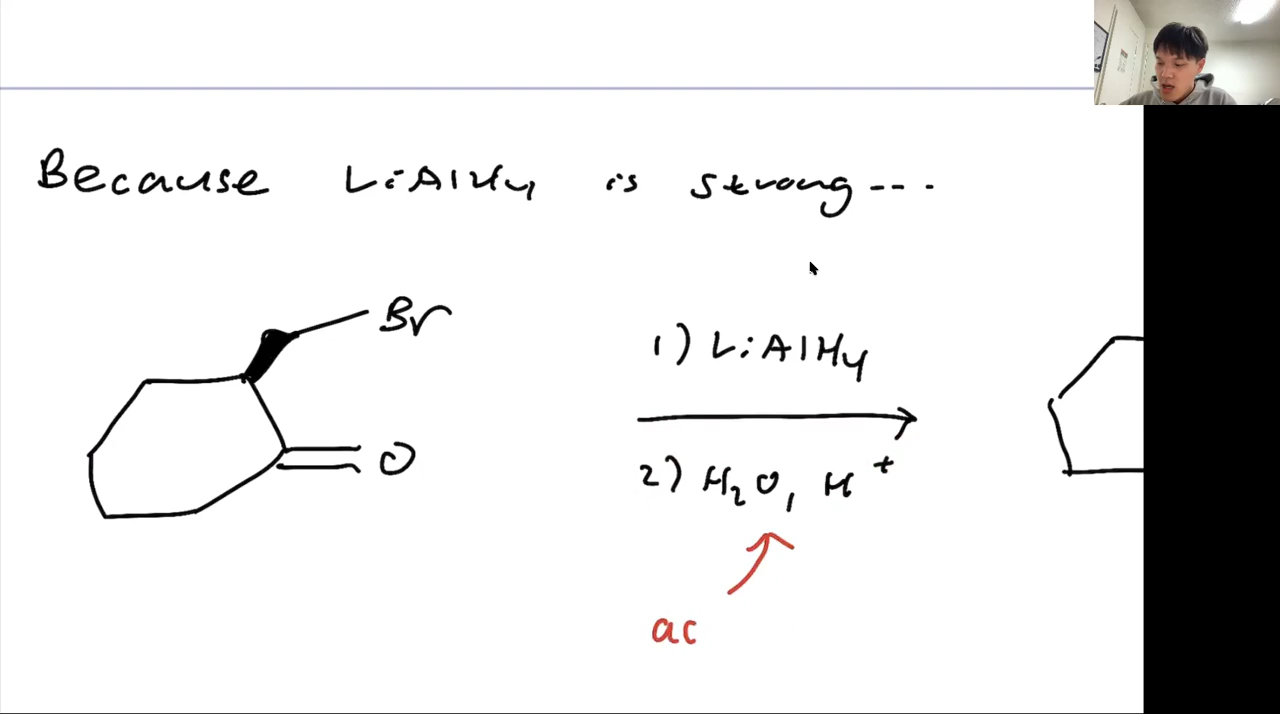 Because LiAlH4 is strong---
Br
1) LiAlH4
O
2) H2O, H+
ac